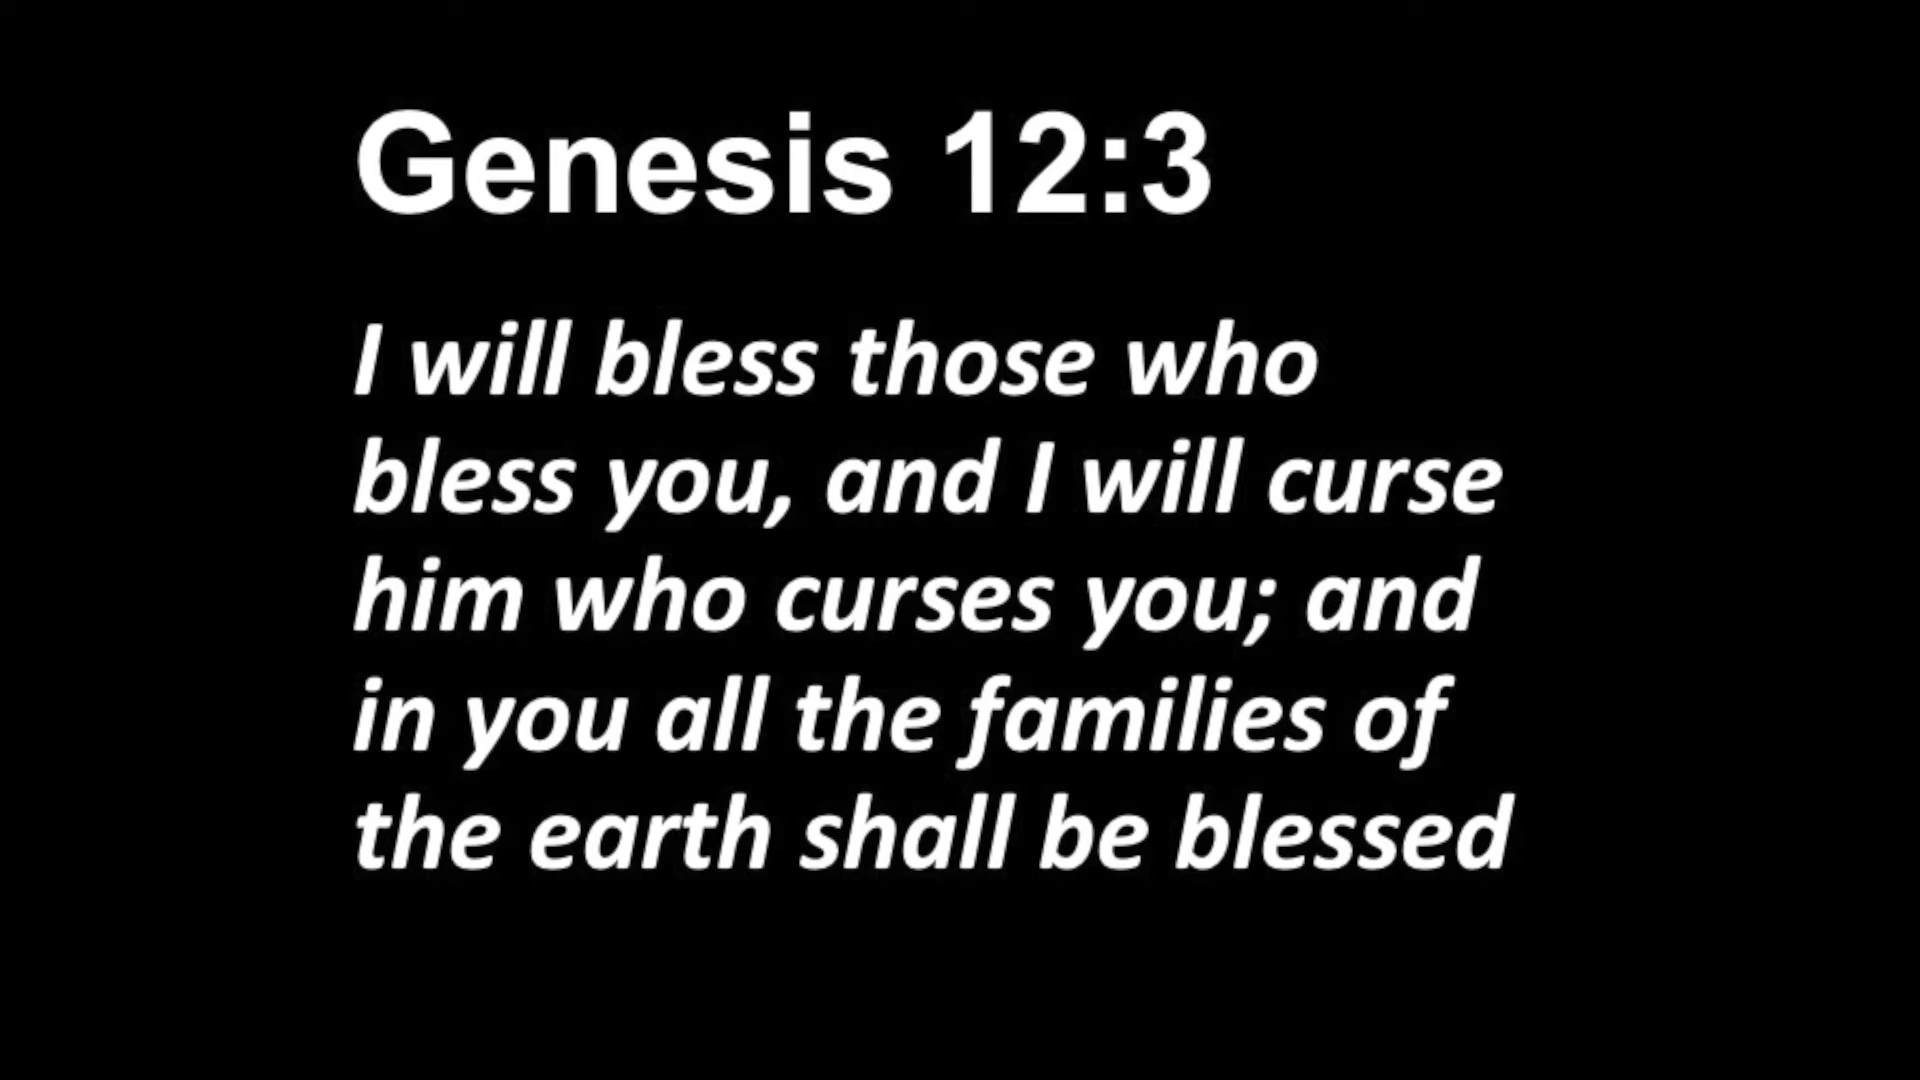 Genesis 12:3
I will bless those who
bless you, and I will curse
him who curses you; and
in you all the families of
the earth shall be blessed